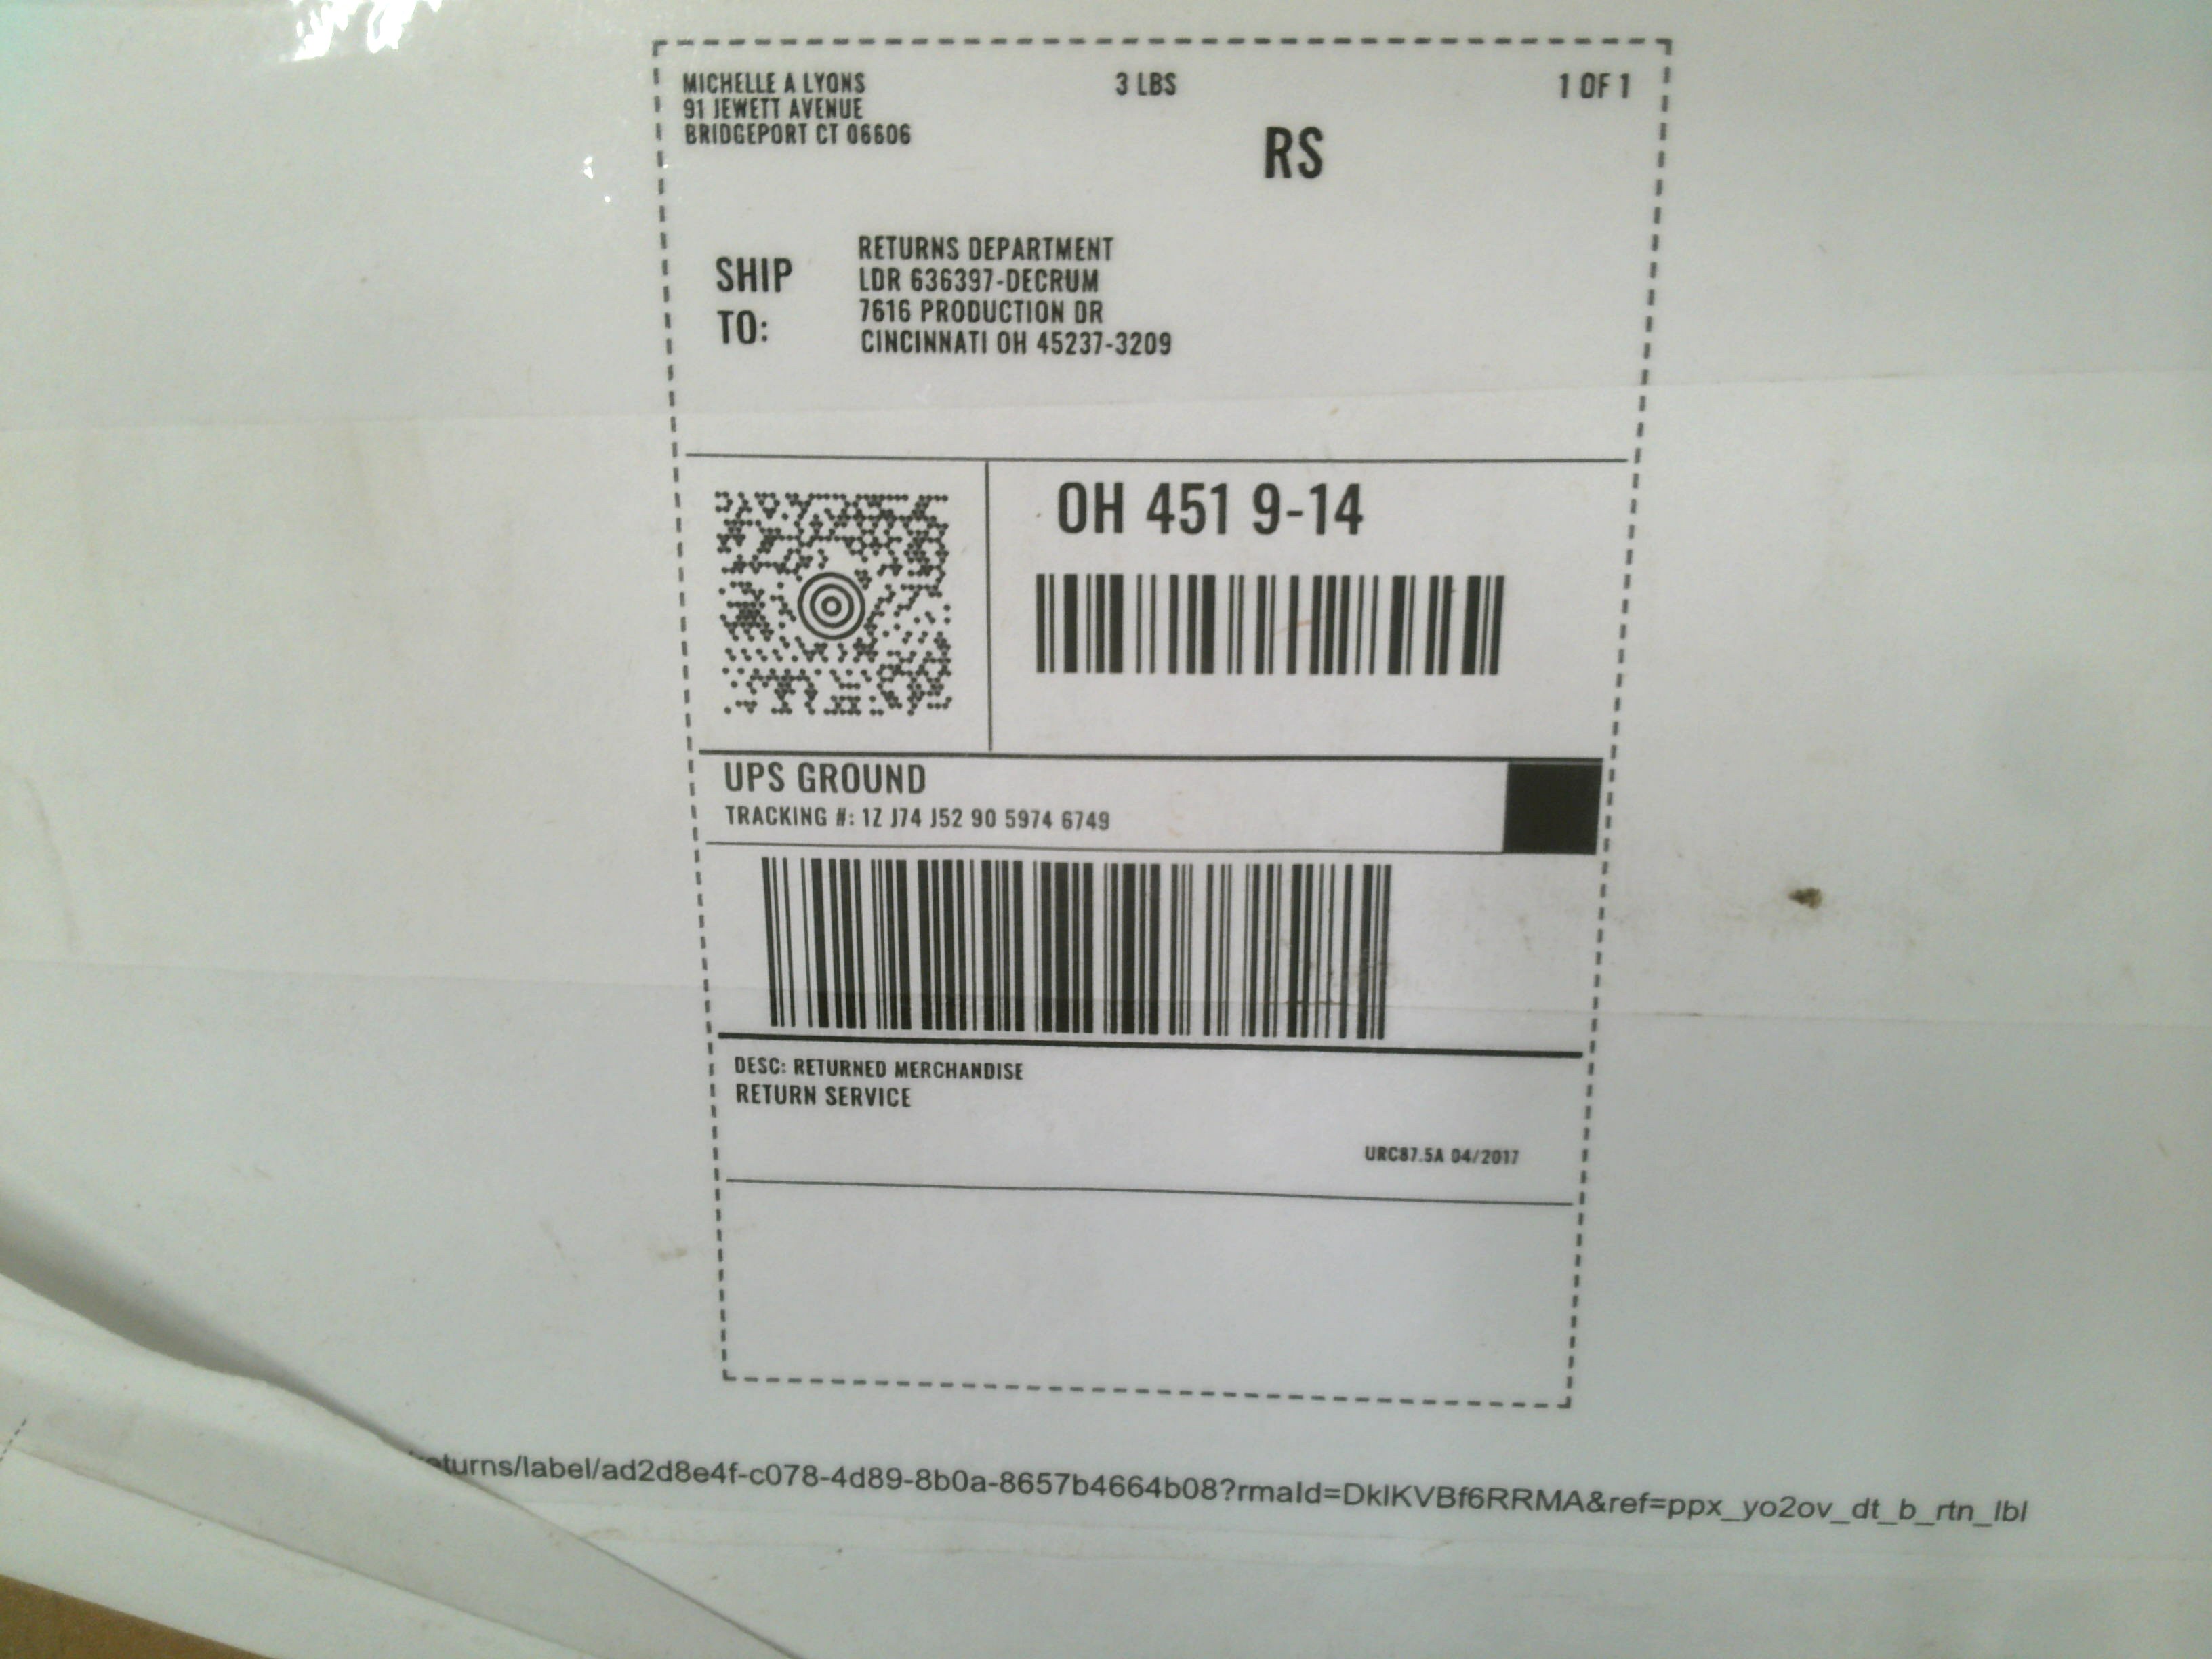 MICHELLE A LYONS
91 JEWETT AVENUE
BRIDGEPORT CT 06606
3 LBS
1 OF 1
RS
SHIP TO:
RETURNS DEPARTMENT
LDR 636397-DECRUM
7616 PRODUCTION DR
CINCINNATI OH 45237-3209
OH 451 9-14
UPS GROUND
TRACKING #: 1Z J74 J52 90 5974 6749
DESC: RETURNED MERCHANDISE
RETURN SERVICE
URC87.5A 04/2017
eturns/label/ad2d8e4f-c078-4d89-8b0a-8657b4664b08?rmaId=DklKVBf6RRMA&ref=ppx_yo2ov_dt_b_rtn_lbl